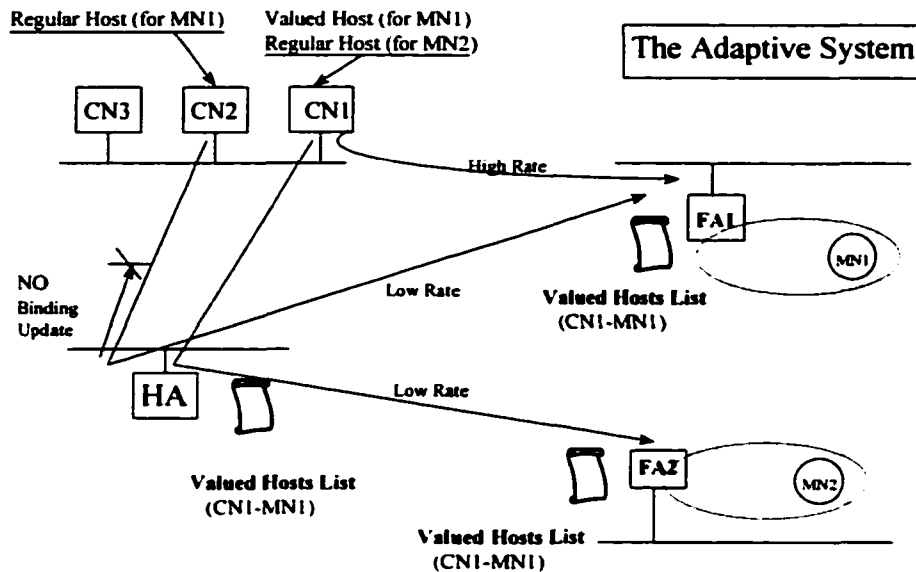 Regular Host (for MN1)
Valued Host (for MN1)
Regular Host (for MN2)
The Adaptive System
CN3
CN2
CN1
High Rate
FA1
MN1
NO
Binding
Update
Low Rate
Valued Hosts List
(CN1-MN1)
HA
Low Rate
Valued Hosts List
(CN1-MN1)
FA2
MN2
Valued Hosts List
(CN1-MN1)